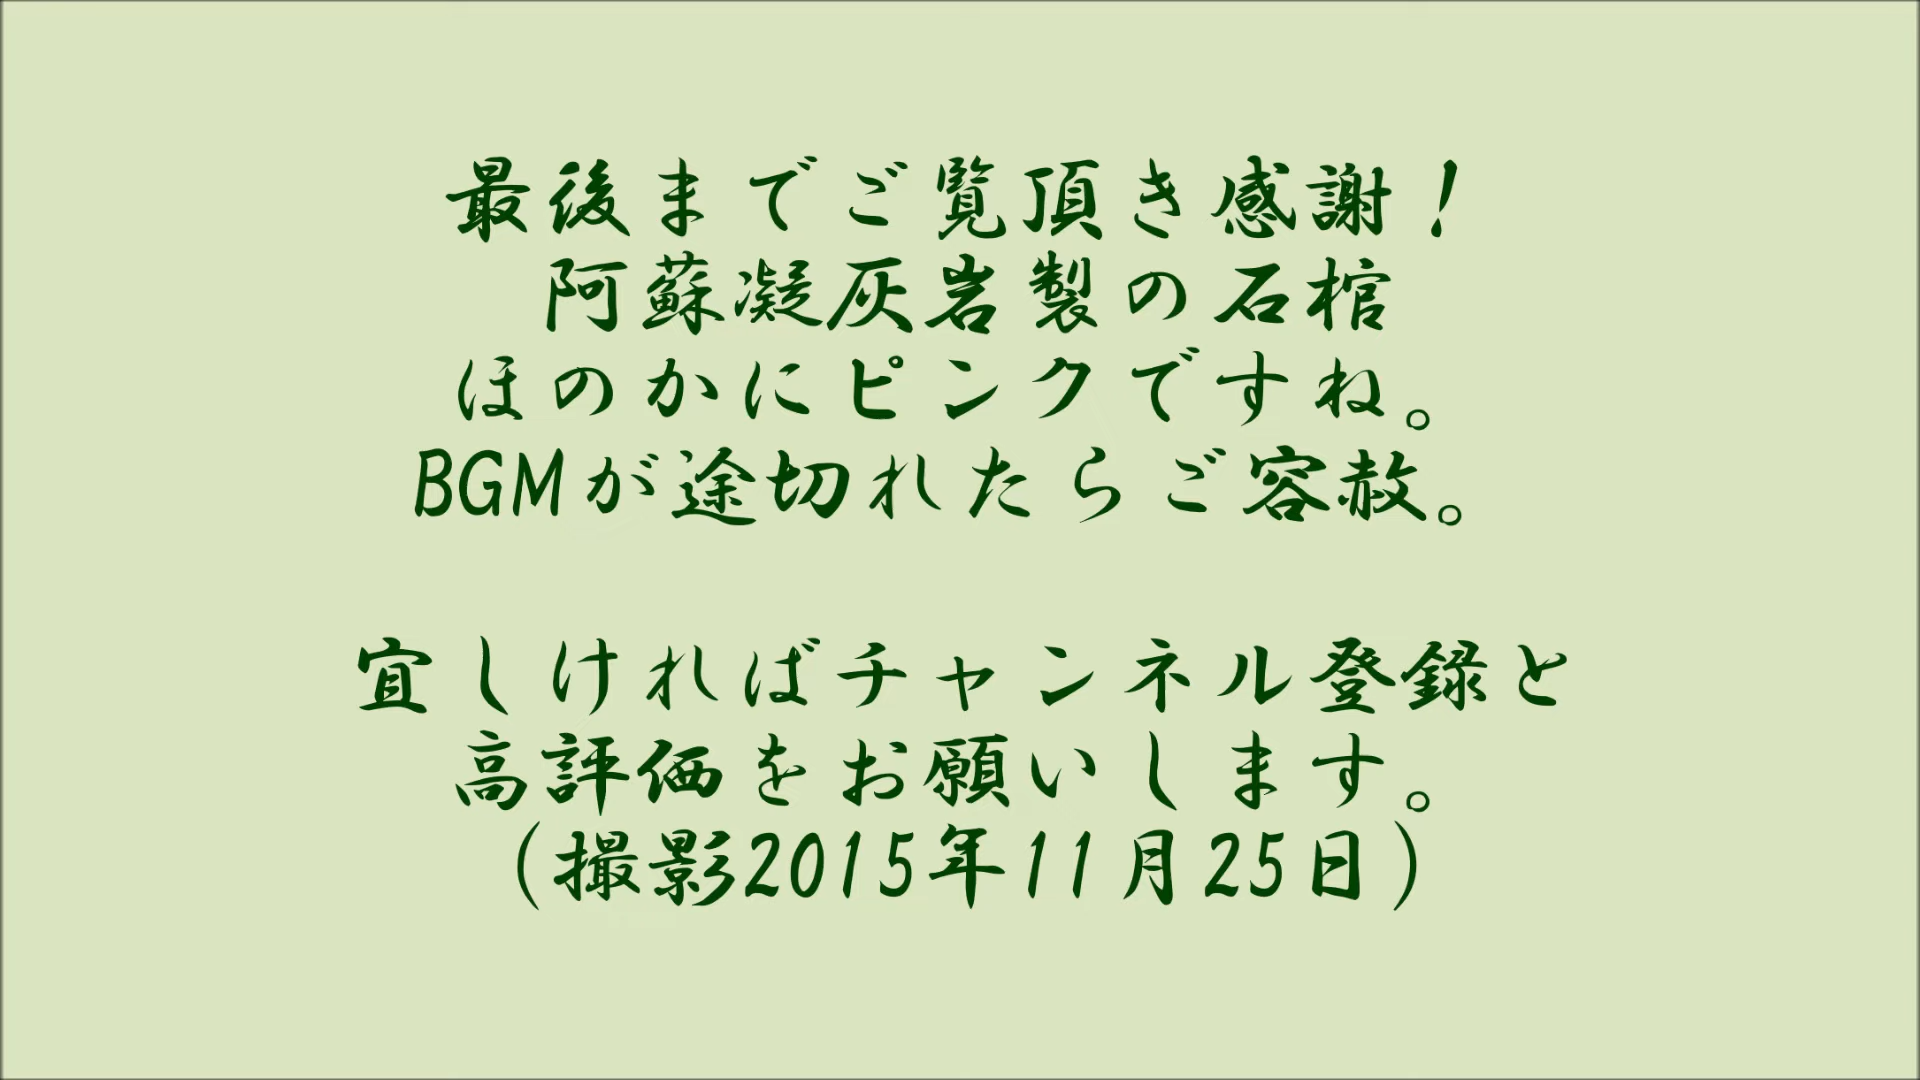 最後までご覧頂き感謝！
阿蘇凝灰岩製の石棺
ほのかにピンクですね。
BGMが途切れたらご容赦。
宜しければチャンネル登録と
高評価をお願いします。
（撮影2015年11月25日）